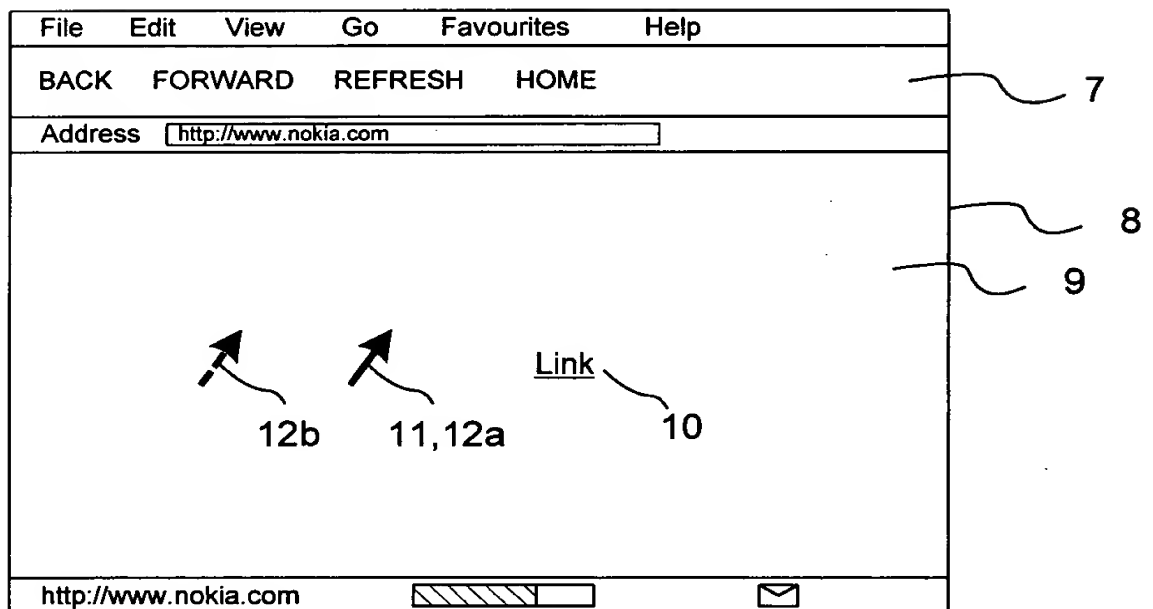 File Edit View Go Favourites Help
BACK FORWARD REFRESH HOME
7
Address http://www.nokia.com
8
9
Link
12b 11,12a 10
http://www.nokia.com